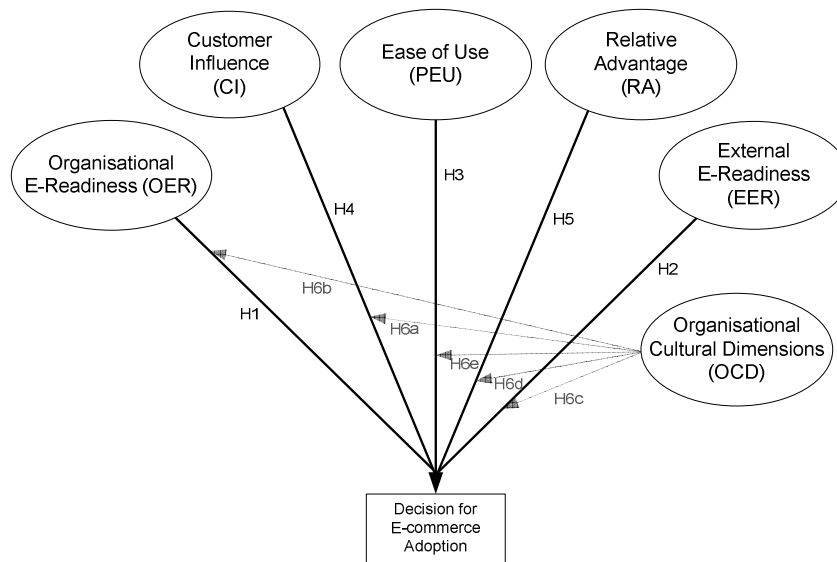 Customer
Influence
(CI)
Ease of Use
(PEU)
Relative
Advantage
(RA)
Organisational
E-Readiness (OER)
External
E-Readiness
(EER)
H4
H3
H5
H2
H1
H6b
H6a
H6e
H6d
H6c
Organisational
Cultural Dimensions
(OCD)
Decision for
E-commerce
Adoption